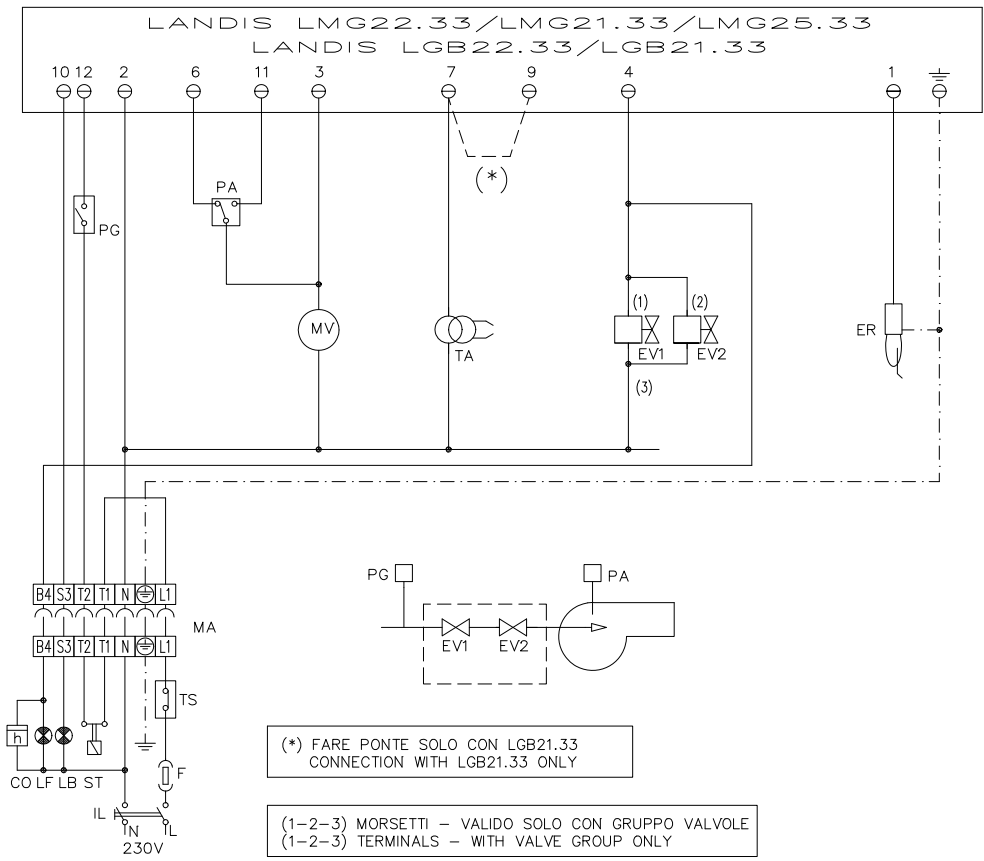 LANDIS LMG22.33/LMG21.33/LMG25.33
LANDIS LGB22.33/LGB21.33
10 12 2 6 11 3 7 9 4 1
(*)
PA
PG
(1) (2)
MV
TA
EV1 EV2
ER
(3)
B4 S3 T2 T1 N L1
MA
B4 S3 T2 T1 N L1
PG PA
EV1 EV2
TS
h
CO LF LB ST
F
IL
N L
230V
(*) FARE PONTE SOLO CON LGB21.33
CONNECTION WITH LGB21.33 ONLY
(1-2-3) MORSETTI - VALIDO SOLO CON GRUPPO VALVOLE
(1-2-3) TERMINALS - WITH VALVE GROUP ONLY